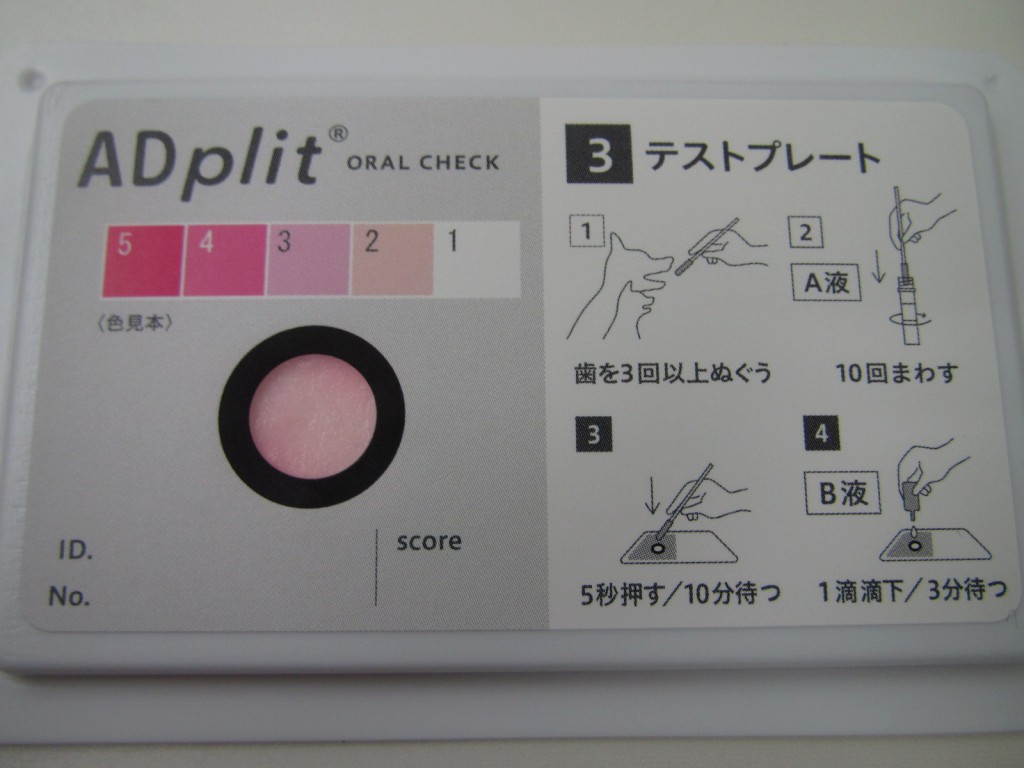 ADplit® ORAL CHECK
5 4 3 2 1
〈色見本〉
ID.
No.
score
3 テストプレート
1
歯を3回以上ぬぐう
2
A液
10回まわす
3
5秒押す/10分待つ
4
B液
1滴滴下/3分待つ